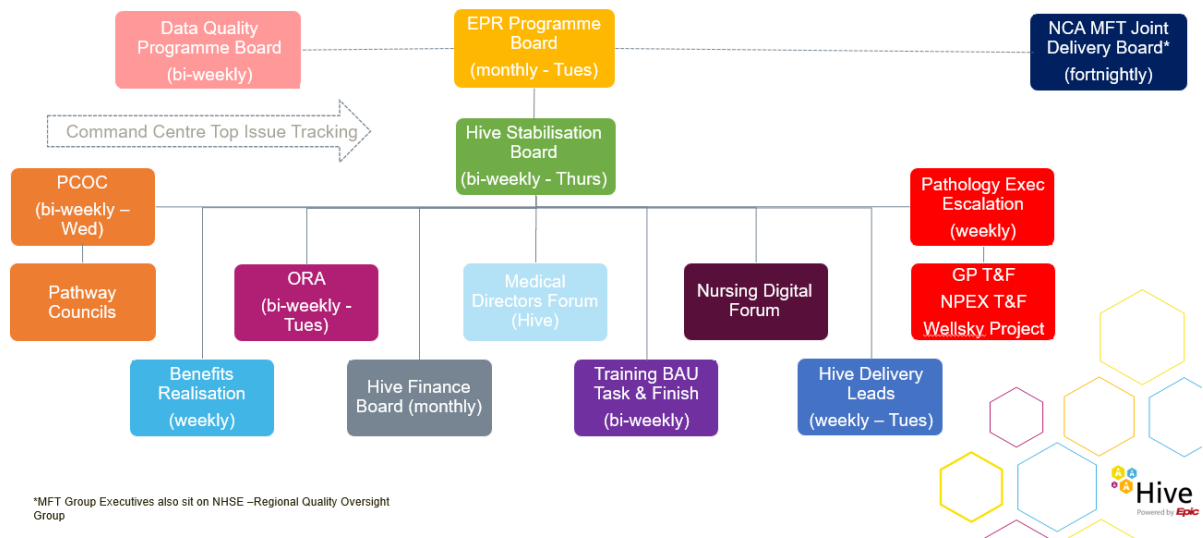 Data Quality
Programme Board
(bi-weekly)
EPR Programme
Board
(monthly - Tues)
NCA MFT Joint
Delivery Board*
(fortnightly)
Command Centre Top Issue Tracking
Hive Stabilisation
Board
(bi-weekly - Thurs)
PCOC
(bi-weekly –
Wed)
Pathology Exec
Escalation
(weekly)
Pathway
Councils
ORA
(bi-weekly -
Tues)
Medical
Directors Forum
(Hive)
Nursing Digital
Forum
GP T&F
NPEX T&F
Wellsky Project
Benefits
Realisation
(weekly)
Hive Finance
Board (monthly)
Training BAU
Task & Finish
(bi-weekly)
Hive Delivery
Leads
(weekly – Tues)
*MFT Group Executives also sit on NHSE –Regional Quality Oversight
Group
Hive
Powered by Epic